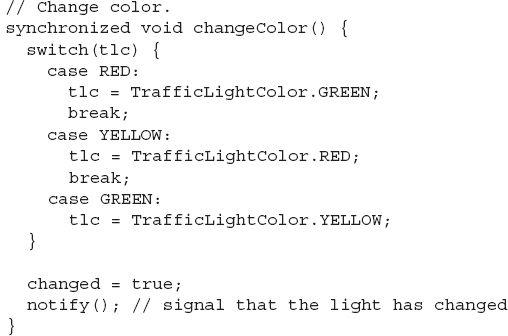 // Change color.
synchronized void changeColor() {
  switch(tlc) {
    case RED:
      tlc = TrafficLightColor.GREEN;
      break;
    case YELLOW:
      tlc = TrafficLightColor.RED;
      break;
    case GREEN:
      tlc = TrafficLightColor.YELLOW;
  }

  changed = true;
  notify(); // signal that the light has changed
}